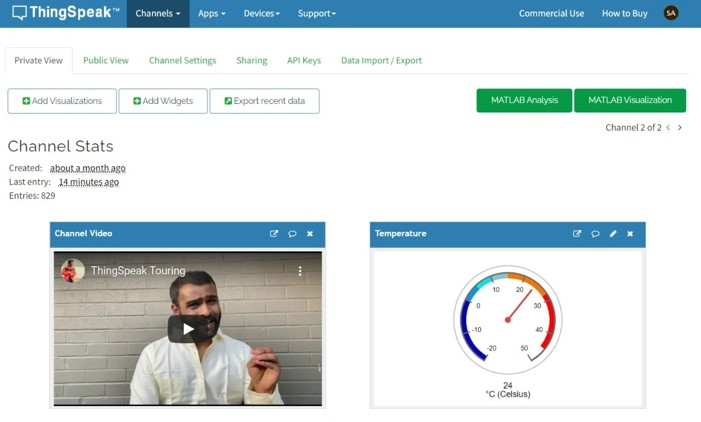 ThingSpeak™
Channels
Apps
Devices
Support
Commercial Use
How to Buy
SA
Private View
Public View
Channel Settings
Sharing
API Keys
Data Import / Export
Add Visualizations
Add Widgets
Export recent data
MATLAB Analysis
MATLAB Visualization
Channel 2 of 2 < >
Channel Stats
Created: about a month ago
Last entry: 14 minutes ago
Entries: 829
Channel Video
ThingSpeak Touring
Temperature
10
20
0
30
-10
40
-20
50
24
°C (Celsius)